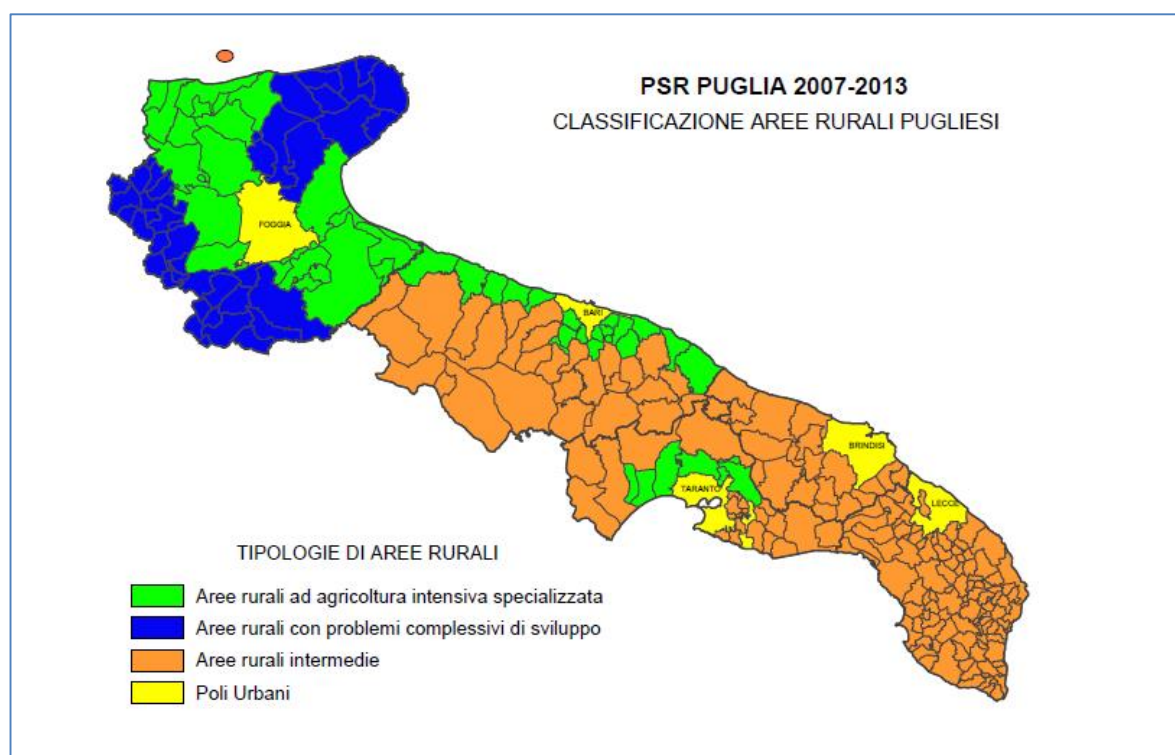 PSR PUGLIA 2007-2013
CLASSIFICAZIONE AREE RURALI PUGLIESI
FOGGIA
BARI
BRINDISI
TARANTO
LECCE
TIPOLOGIE DI AREE RURALI
Aree rurali ad agricoltura intensiva specializzata
Aree rurali con problemi complessivi di sviluppo
Aree rurali intermedie
Poli Urbani